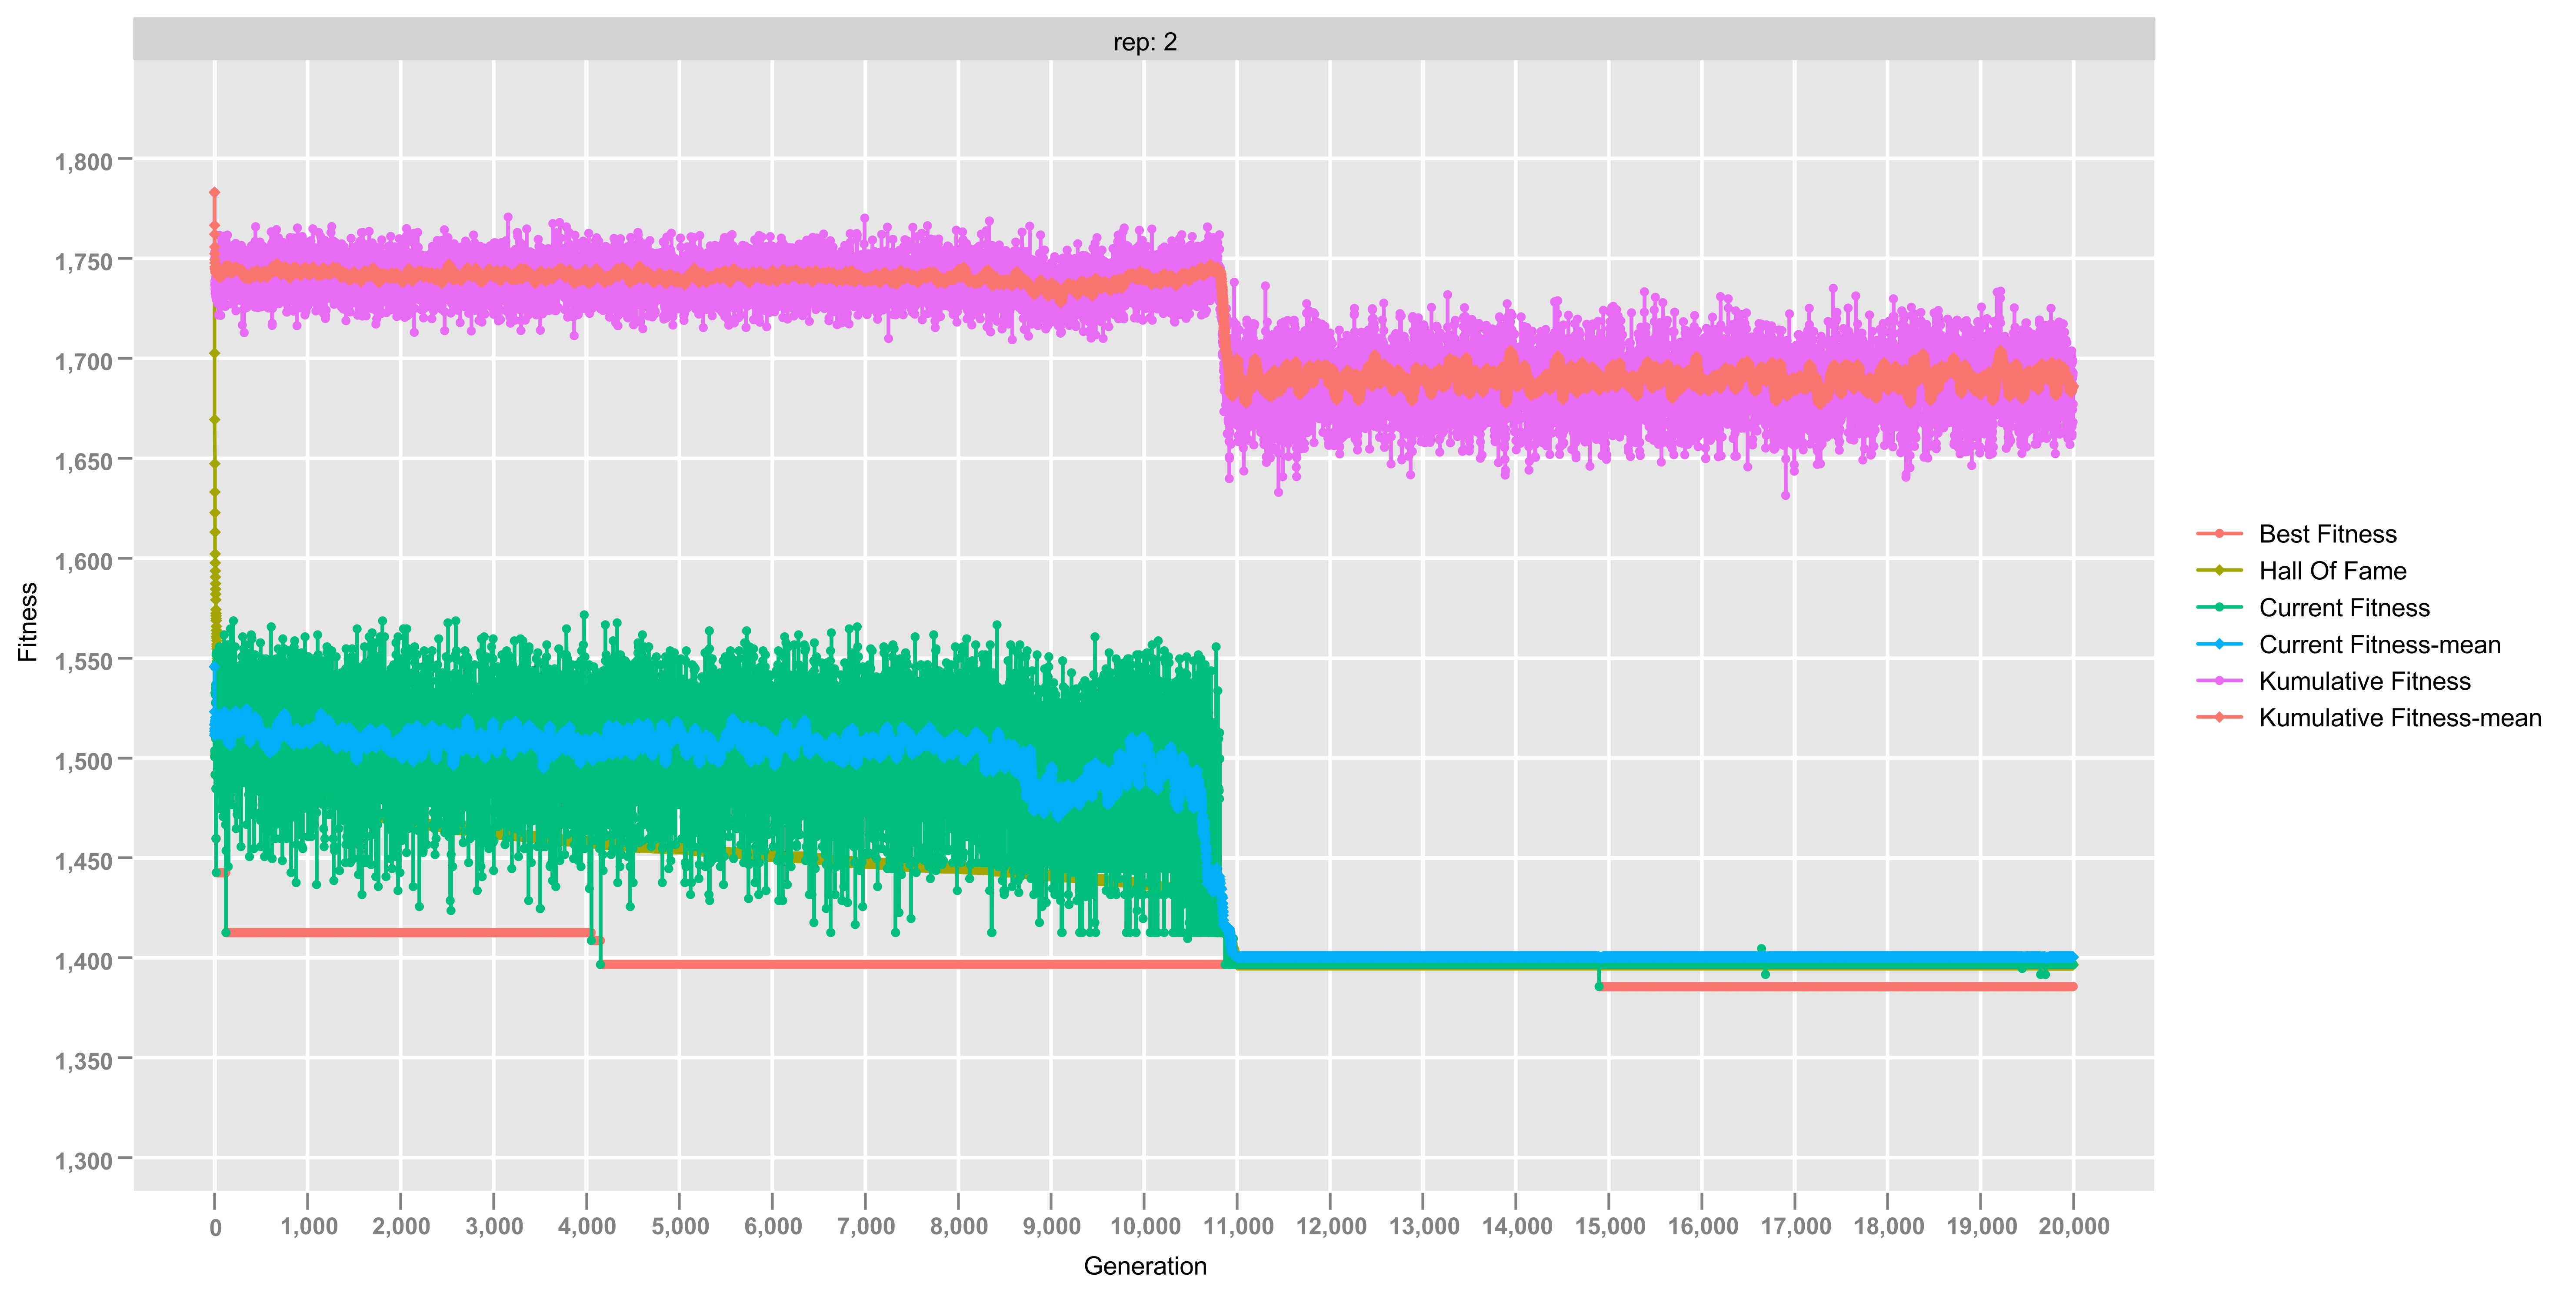 rep: 2
1,800
1,750
1,700
1,650
1,600
1,550
1,500
1,450
1,400
1,350
1,300
Fitness
0 1,000 2,000 3,000 4,000 5,000 6,000 7,000 8,000 9,000 10,000 11,000 12,000 13,000 14,000 15,000 16,000 17,000 18,000 19,000 20,000
Generation
Best Fitness
Hall Of Fame
Current Fitness
Current Fitness-mean
Kumulative Fitness
Kumulative Fitness-mean